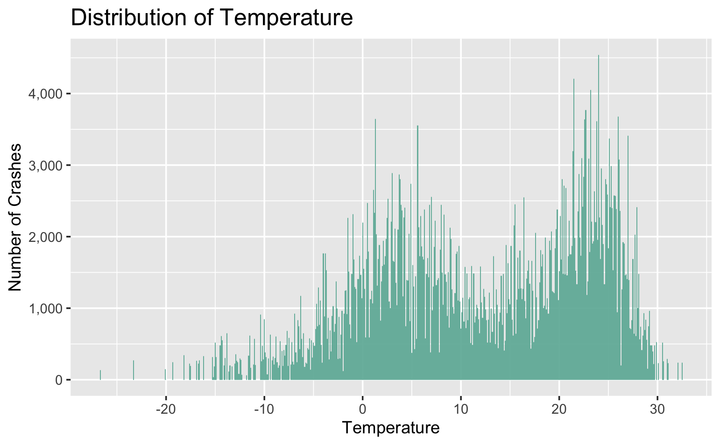 Distribution of Temperature
Number of Crashes
4,000
3,000
2,000
1,000
0
-20 -10 0 10 20 30
Temperature